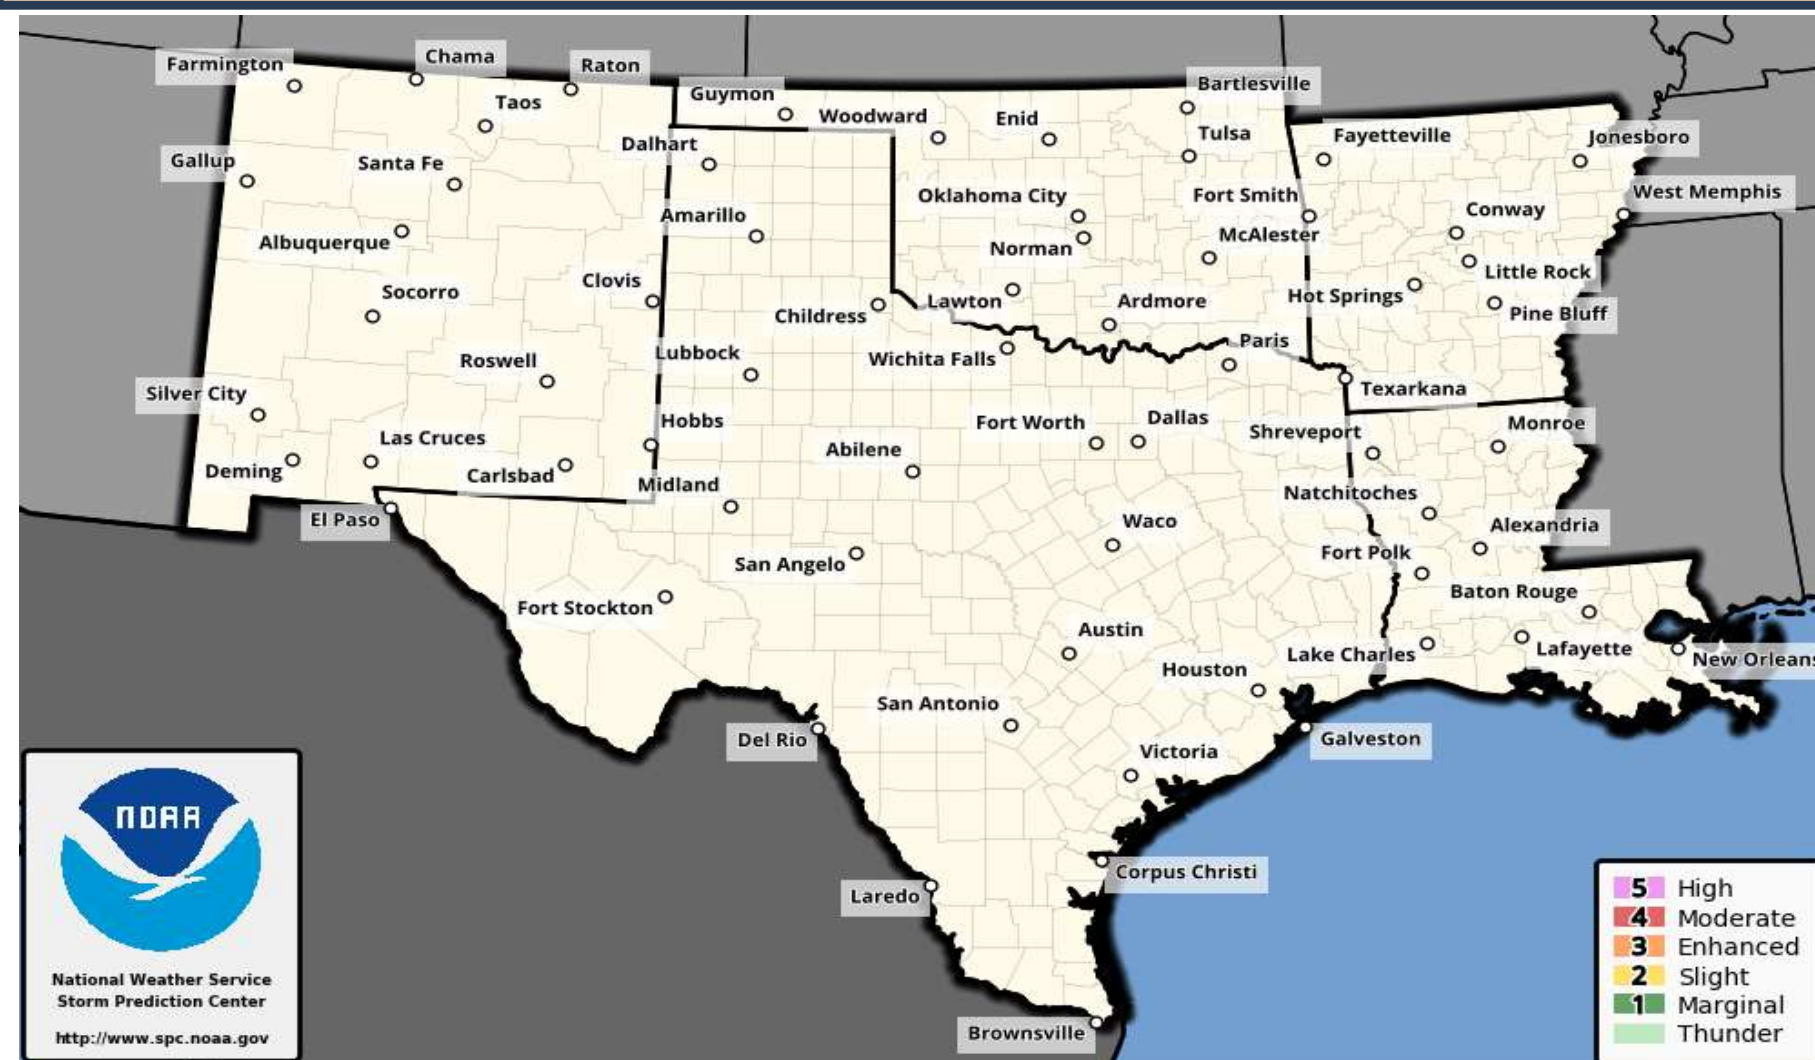 Farmington
Chama
Raton
Taos
Guymon
Woodward
Enid
Bartlesville
Tulsa
Fayetteville
Jonesboro
Gallup
Santa Fe
Dalhart
Oklahoma City
Fort Smith
West Memphis
Conway
Albuquerque
Amarillo
Norman
McAlester
Little Rock
Socorro
Clovis
Childress
Lawton
Ardmore
Hot Springs
Pine Bluff
Roswell
Lubbock
Wichita Falls
Paris
Texarkana
Silver City
Las Cruces
Hobbs
Abilene
Fort Worth
Dallas
Shreveport
Monroe
Deming
Carlsbad
Midland
Natchitoches
El Paso
San Angelo
Waco
Alexandria
Fort Polk
Fort Stockton
Austin
Baton Rouge
Houston
Lake Charles
Lafayette
New Orleans
San Antonio
Del Rio
Victoria
Galveston
Laredo
Corpus Christi
Brownsville
NOAA
National Weather Service
Storm Prediction Center
http://www.spc.noaa.gov
5 High
4 Moderate
3 Enhanced
2 Slight
1 Marginal
Thunder